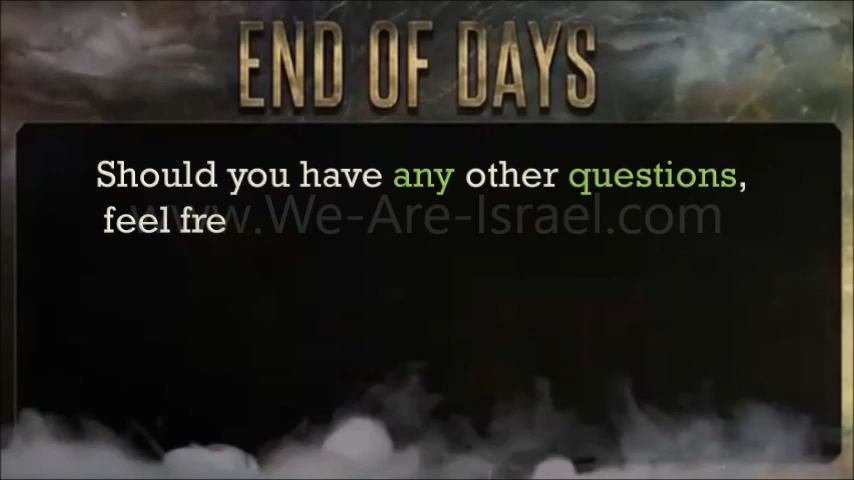 END OF DAYS
Should you have any other questions,
feel fre
www.We-Are-Israel.com